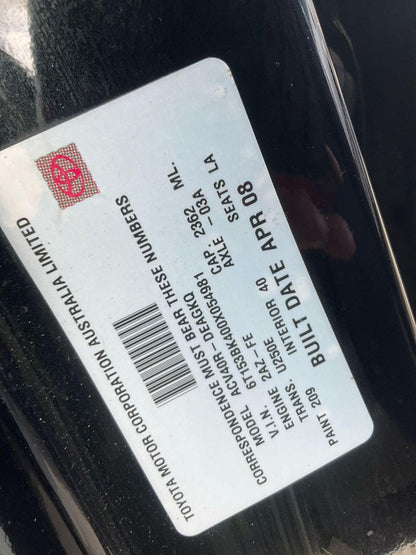 TOYOTA MOTOR CORPORATION AUSTRALIA LIMITED
CORRESPONDENCE MUST BEAR THESE NUMBERS
MODEL ACV40R – DEAGKQ
V.I.N. 6T153BK400X054981 CAP: 2362 ML.
ENGINE 2AZ – FE AXLE – 03A
TRANS. U250E SEATS LA
PAINT 209 INTERIOR 40
BUILT DATE APR 08